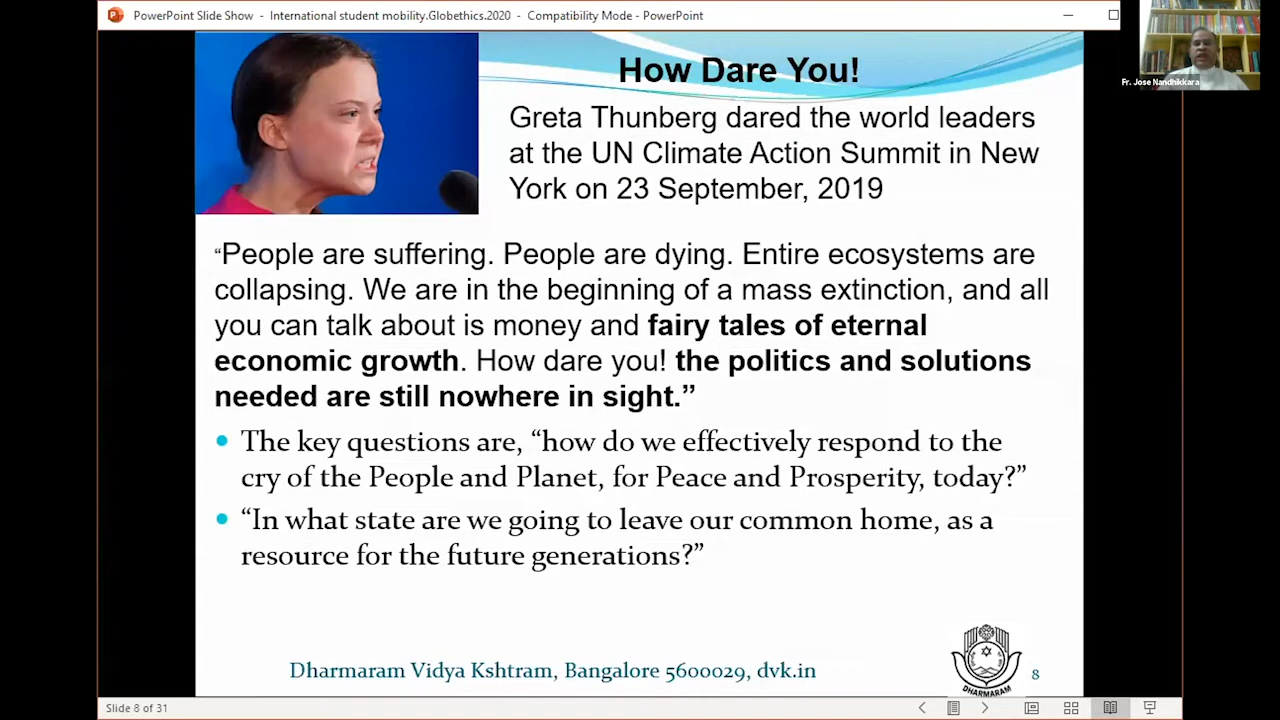 PowerPoint Slide Show - International student mobility.Globethics.2020 - Compatibility Mode - PowerPoint
Fr. Jose Nandhikkara
How Dare You!
Greta Thunberg dared the world leaders
at the UN Climate Action Summit in New
York on 23 September, 2019
“People are suffering. People are dying. Entire ecosystems are
collapsing. We are in the beginning of a mass extinction, and all
you can talk about is money and fairy tales of eternal
economic growth. How dare you! the politics and solutions
needed are still nowhere in sight.”
• The key questions are, “how do we effectively respond to the
cry of the People and Planet, for Peace and Prosperity, today?”
• “In what state are we going to leave our common home, as a
resource for the future generations?”
DHARMARAM
Dharmaram Vidya Kshtram, Bangalore 5600029, dvk.in
8
Slide 8 of 31